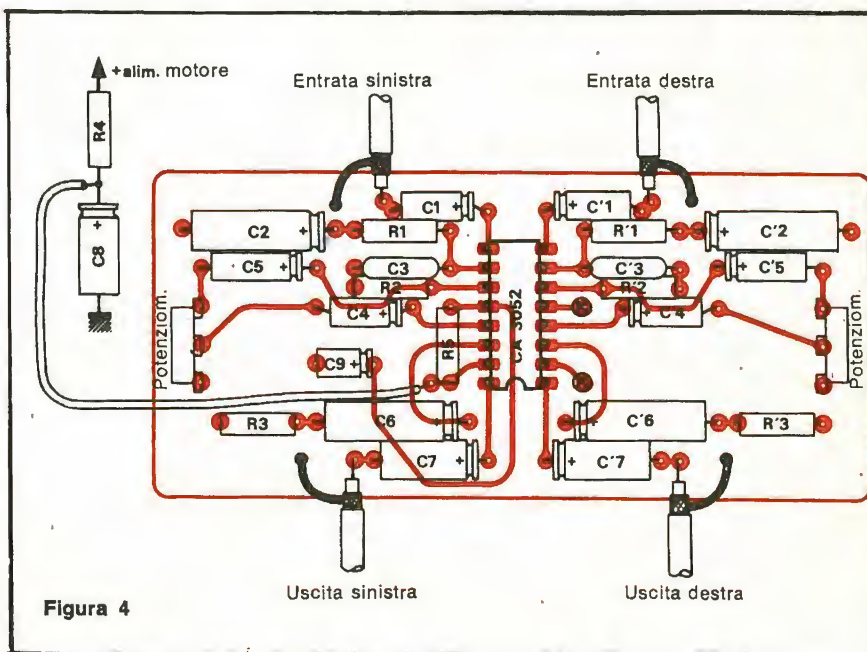 +alim. motore
Entrata sinistra
Entrata destra
R4
C8
+
C1 +
+ C'1
C2 +
R1
R'1
+ C'2
C5 +
C3
C'3
+ C'5
R2
R'2
C4 +
+ C'4
Potenziom.
R5
CA 3052
Potenziom.
C9 +
R3
C6 +
+ C'6
R'3
C7 +
+ C'7
Uscita sinistra
Uscita destra
Figura 4